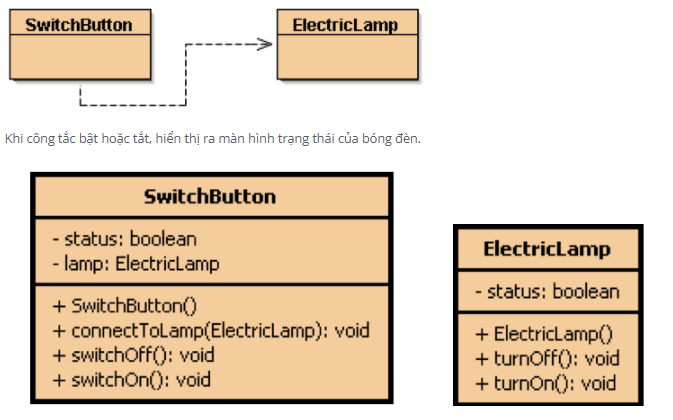 SwitchButton
ElectricLamp
Khi công tắc bật hoặc tắt, hiển thị ra màn hình trạng thái của bóng đèn.
SwitchButton
- status: boolean
- lamp: ElectricLamp
+ SwitchButton()
+ connectToLamp(ElectricLamp): void
+ switchOff(): void
+ switchOn(): void
ElectricLamp
- status: boolean
+ ElectricLamp()
+ turnOff(): void
+ turnOn(): void